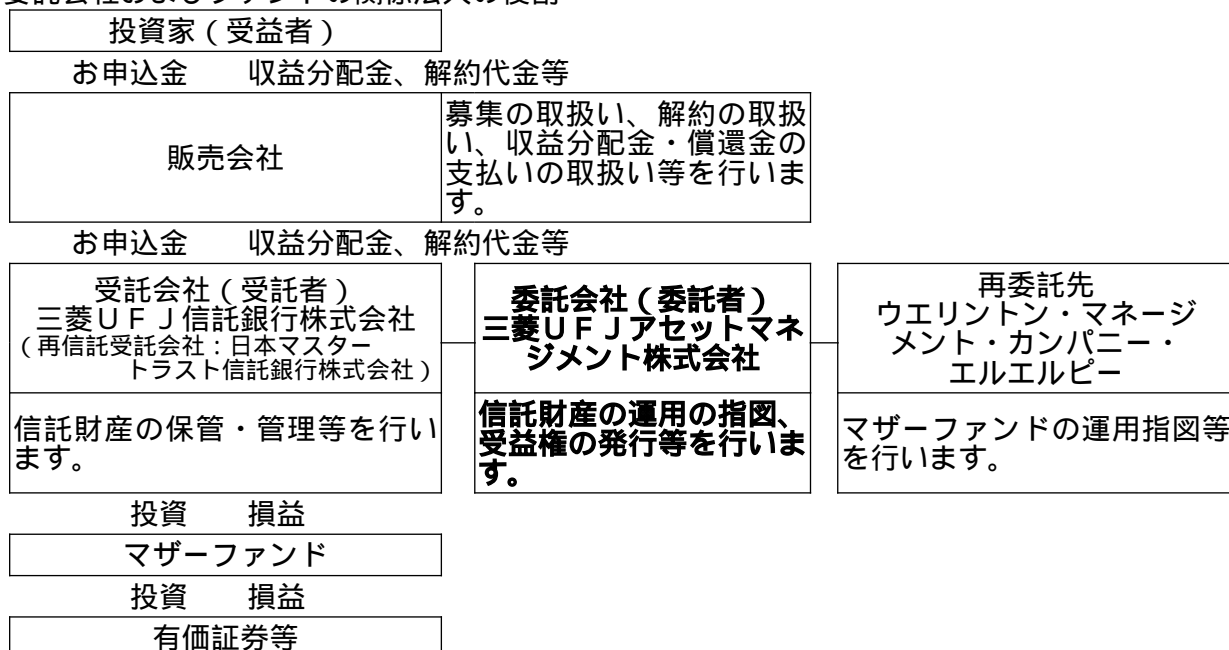 委託会社およびファンドの関係法人の役割
投資家（受益者）
お申込金　収益分配金、解約代金等
販売会社
募集の取扱い、解約の取扱
い、収益分配金・償還金の
支払いの取扱い等を行いま
す。
お申込金　収益分配金、解約代金等
受託会社（受託者）
三菱ＵＦＪ信託銀行株式会社
（再信託受託会社：日本マスター
トラスト信託銀行株式会社）
信託財産の保管・管理等を行い
ます。
委託会社（委託者）
三菱ＵＦＪアセットマネ
ジメント株式会社
信託財産の運用の指図、
受益権の発行等を行いま
す。
再委託先
ウエリントン・マネージ
メント・カンパニー・
エルエルピー
マザーファンドの運用指図等
を行います。
投資　損益
マザーファンド
投資　損益
有価証券等